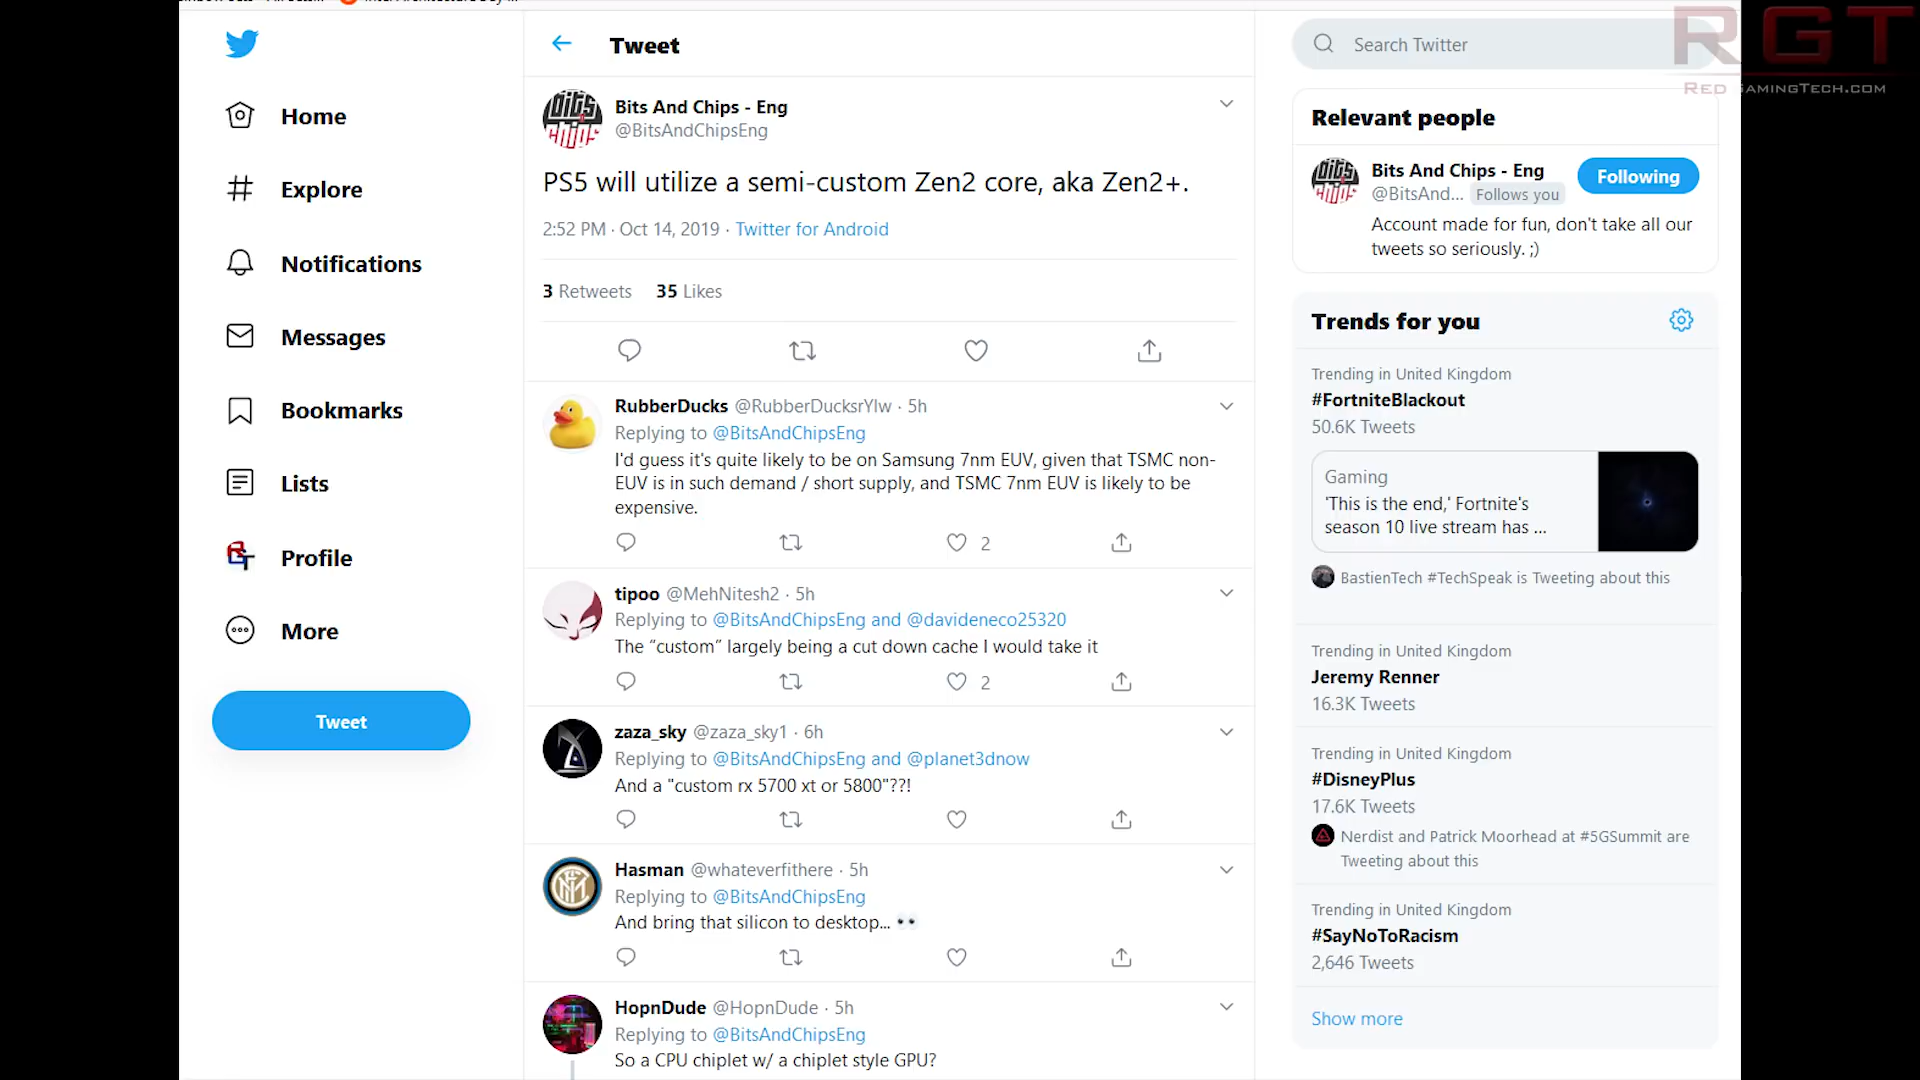 RGT
RedGamingTech.com
Tweet
Search Twitter
Home
Explore
Notifications
Messages
Bookmarks
Lists
Profile
More
Tweet
Bits And Chips - Eng
@BitsAndChipsEng
PS5 will utilize a semi-custom Zen2 core, aka Zen2+.
2:52 PM · Oct 14, 2019 · Twitter for Android
3 Retweets 35 Likes
RubberDucks @RubberDucksrYlw · 5h
Replying to @BitsAndChipsEng
I'd guess it's quite likely to be on Samsung 7nm EUV, given that TSMC non-
EUV is in such demand / short supply, and TSMC 7nm EUV is likely to be
expensive.
2
tipoo @MehNitesh2 · 5h
Replying to @BitsAndChipsEng and @davideneco25320
The “custom” largely being a cut down cache I would take it
2
zaza_sky @zaza_sky1 · 6h
Replying to @BitsAndChipsEng and @planet3dnow
And a "custom rx 5700 xt or 5800"??!
Hasman @whateverfithere · 5h
Replying to @BitsAndChipsEng
And bring that silicon to desktop... 👀
HopnDude @HopnDude · 5h
Replying to @BitsAndChipsEng
So a CPU chiplet w/ a chiplet style GPU?
Relevant people
Bits And Chips - Eng
@BitsAnd... Follows you
Following
Account made for fun, don't take all our
tweets so seriously. ;)
Trends for you
Trending in United Kingdom
#FortniteBlackout
50.6K Tweets
Gaming
'This is the end,' Fortnite's
season 10 live stream has ...
BastienTech #TechSpeak is Tweeting about this
Trending in United Kingdom
Jeremy Renner
16.3K Tweets
Trending in United Kingdom
#DisneyPlus
17.6K Tweets
Nerdist and Patrick Moorhead at #5GSummit are
Tweeting about this
Trending in United Kingdom
#SayNoToRacism
2,646 Tweets
Show more